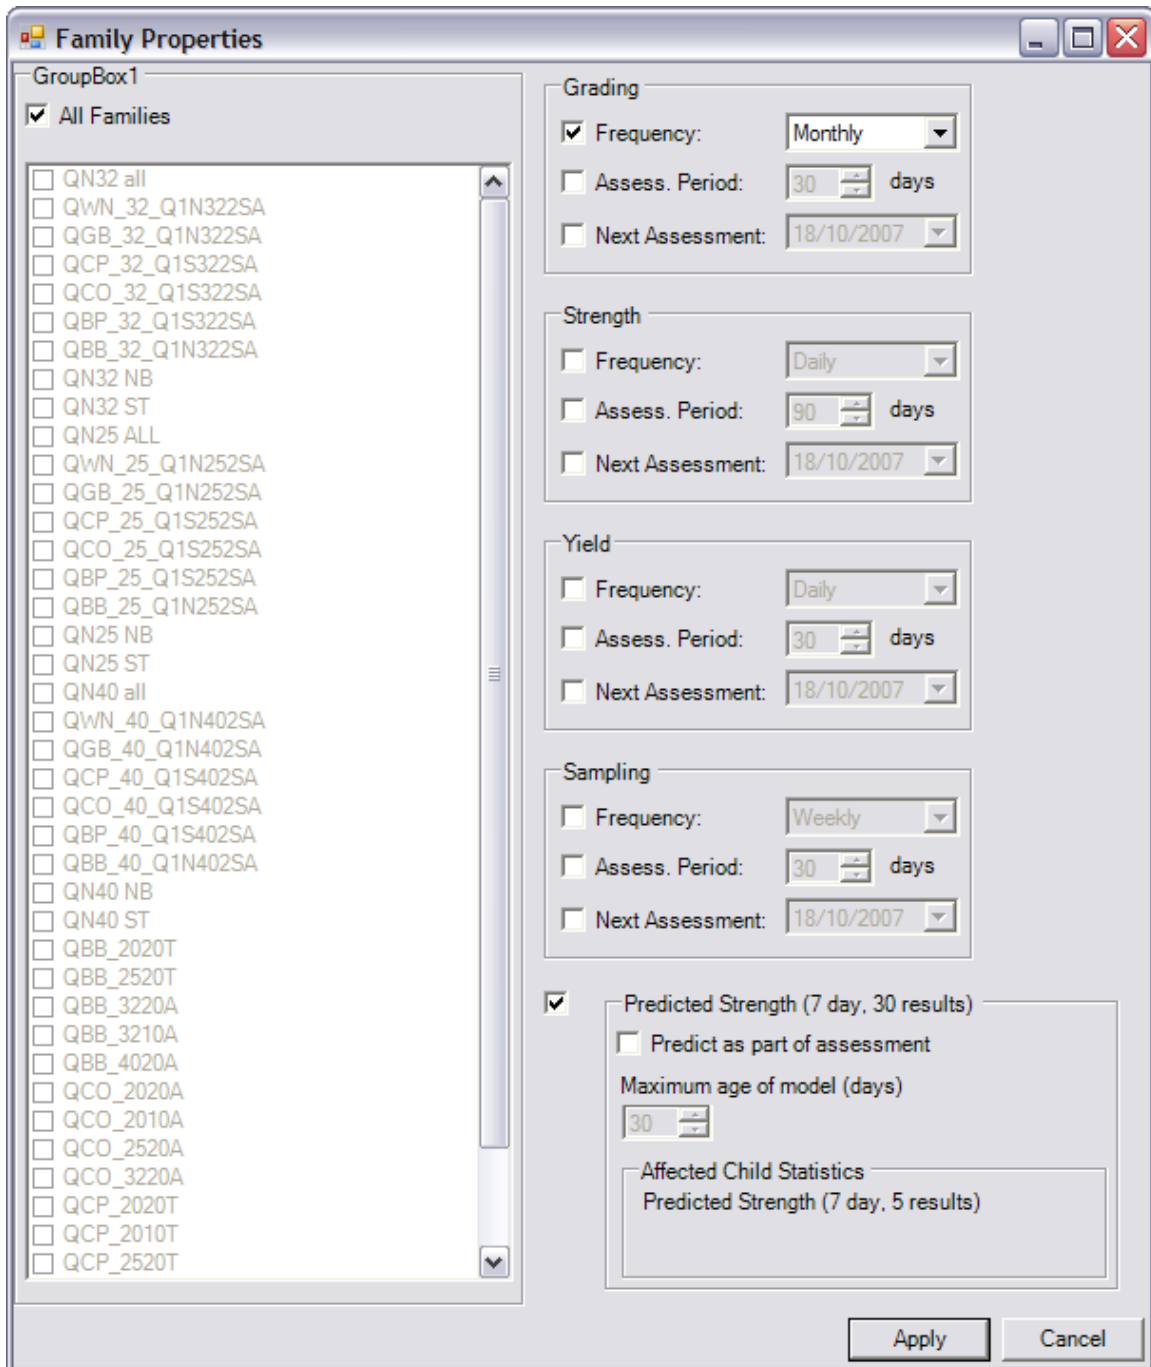 Family Properties
GroupBox1
All Families
QN32 all
QWN_32_Q1N322SA
QGB_32_Q1N322SA
QCP_32_Q1S322SA
QCO_32_Q1S322SA
QBP_32_Q1S322SA
QBB_32_Q1N322SA
QN32 NB
QN32 ST
QN25 ALL
QWN_25_Q1N252SA
QGB_25_Q1N252SA
QCP_25_Q1S252SA
QCO_25_Q1S252SA
QBP_25_Q1S252SA
QBB_25_Q1N252SA
QN25 NB
QN25 ST
QN40 all
QWN_40_Q1N402SA
QGB_40_Q1N402SA
QCP_40_Q1S402SA
QCO_40_Q1S402SA
QBP_40_Q1S402SA
QBB_40_Q1N402SA
QN40 NB
QN40 ST
QBB_2020T
QBB_2520T
QBB_3220A
QBB_3210A
QBB_4020A
QCO_2020A
QCO_2010A
QCO_2520A
QCO_3220A
QCP_2020T
QCP_2010T
QCP_2520T
Grading
Frequency: Monthly
Assess. Period: 30 days
Next Assessment: 18/10/2007
Strength
Frequency: Daily
Assess. Period: 90 days
Next Assessment: 18/10/2007
Yield
Frequency: Daily
Assess. Period: 30 days
Next Assessment: 18/10/2007
Sampling
Frequency: Weekly
Assess. Period: 30 days
Next Assessment: 18/10/2007
Predicted Strength (7 day, 30 results)
Predict as part of assessment
Maximum age of model (days)
30
Affected Child Statistics
Predicted Strength (7 day, 5 results)
Apply Cancel